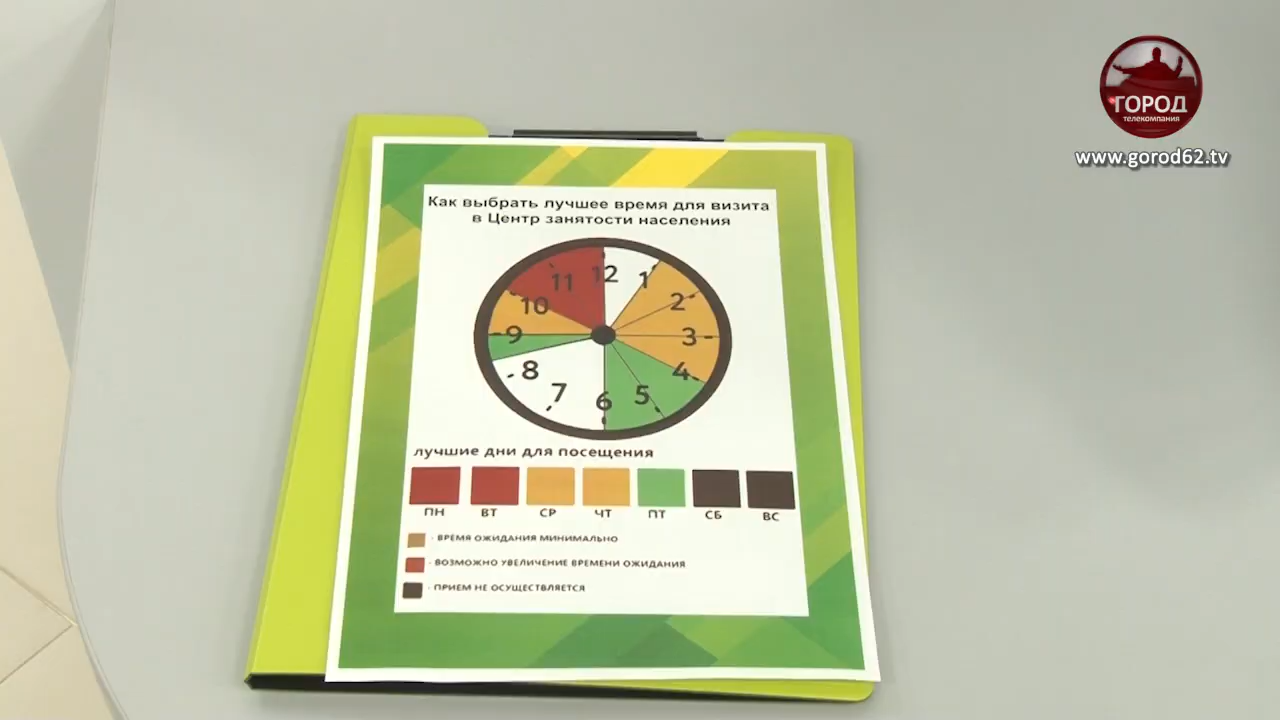 ГОРОД
телекомпания
www.gorod62.tv
Как выбрать лучшее время для визита
в Центр занятости населения
12
1
2
3
4
5
6
7
8
9
10
11
лучшие дни для посещения
ПН ВТ СР ЧТ ПТ СБ ВС
- ВРЕМЯ ОЖИДАНИЯ МИНИМАЛЬНО
- ВОЗМОЖНО УВЕЛИЧЕНИЕ ВРЕМЕНИ ОЖИДАНИЯ
- ПРИЕМ НЕ ОСУЩЕСТВЛЯЕТСЯ